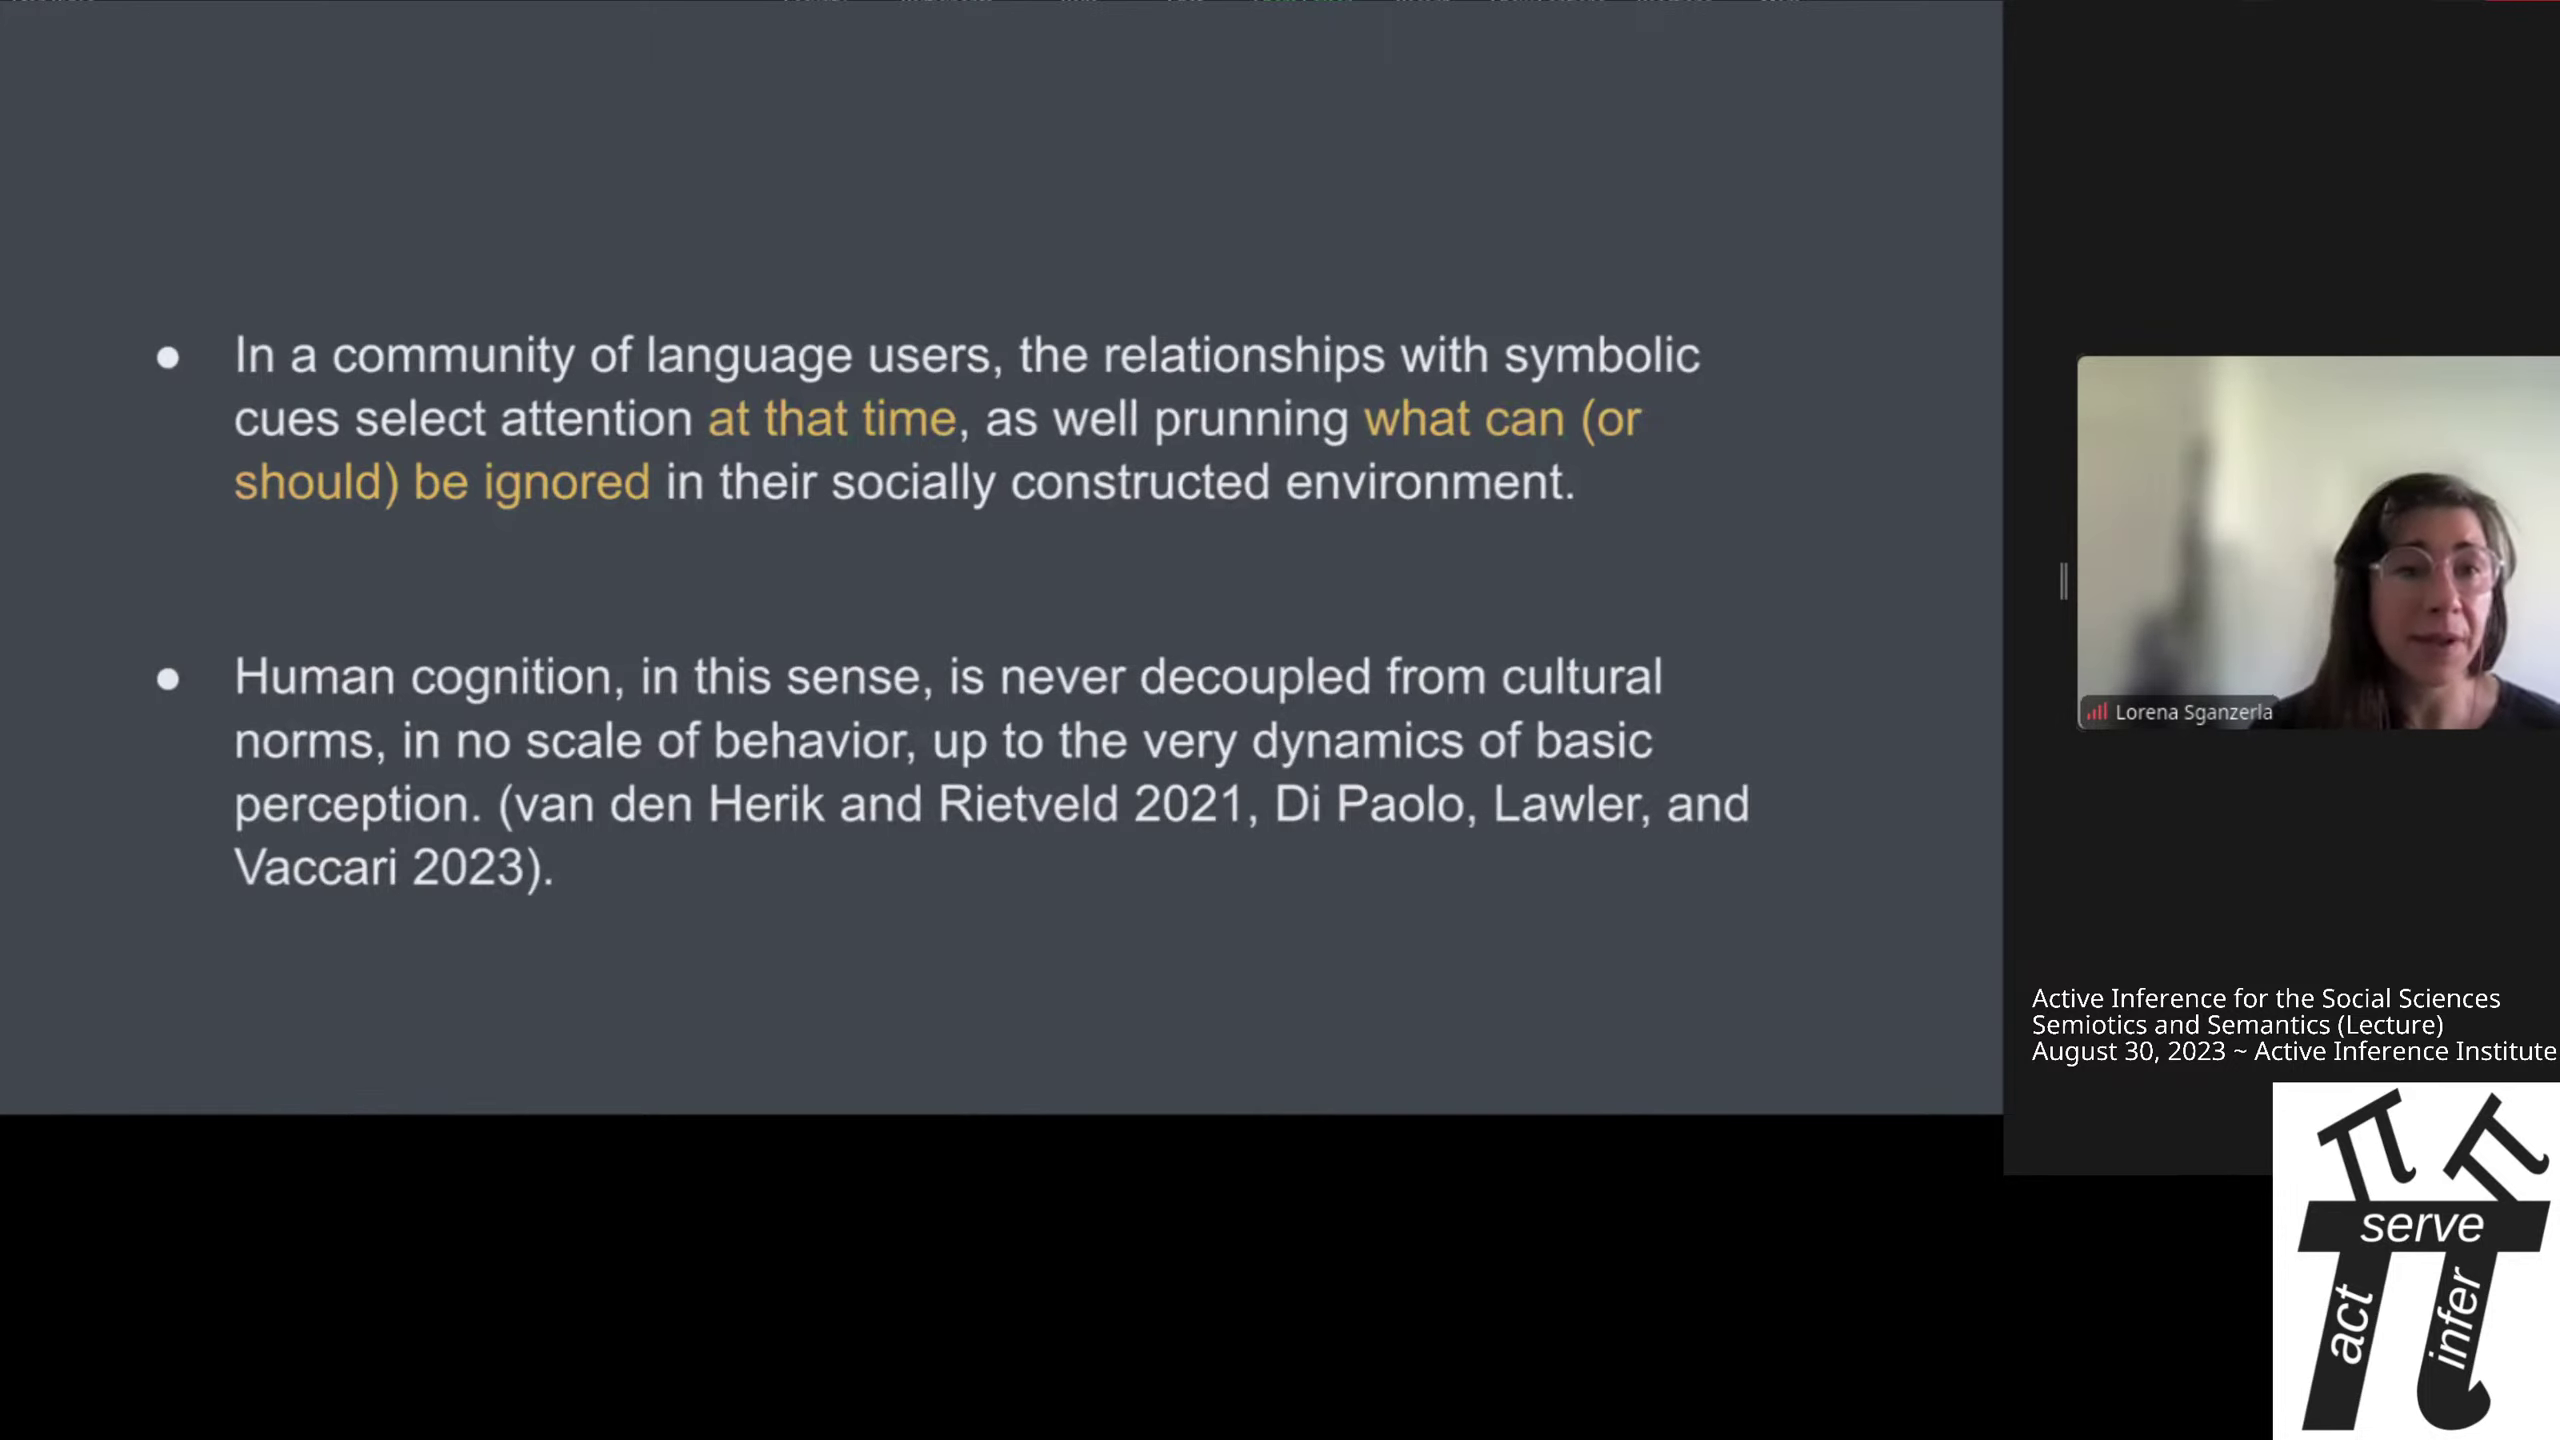 ● In a community of language users, the relationships with symbolic
cues select attention at that time, as well prunning what can (or
should) be ignored in their socially constructed environment.
● Human cognition, in this sense, is never decoupled from cultural
norms, in no scale of behavior, up to the very dynamics of basic
perception. (van den Herik and Rietveld 2021, Di Paolo, Lawler, and
Vaccari 2023).
Lorena Sganzerla
Active Inference for the Social Sciences
Semiotics and Semantics (Lecture)
August 30, 2023 ~ Active Inference Institute
serve
act
infer